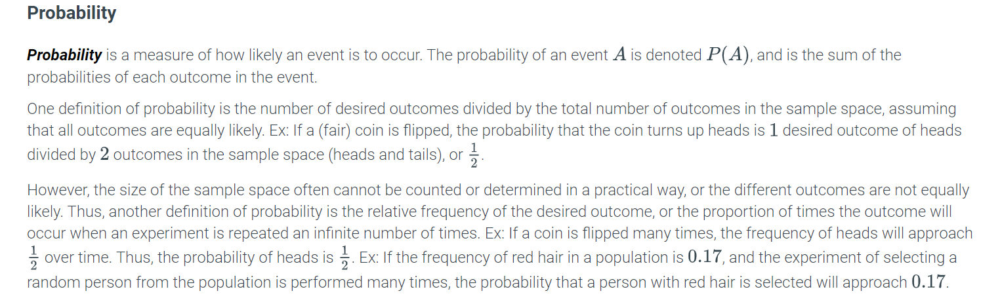 Probability
Probability is a measure of how likely an event is to occur. The probability of an event A is denoted P(A), and is the sum of the
probabilities of each outcome in the event.
One definition of probability is the number of desired outcomes divided by the total number of outcomes in the sample space, assuming
that all outcomes are equally likely. Ex: If a (fair) coin is flipped, the probability that the coin turns up heads is 1 desired outcome of heads
divided by 2 outcomes in the sample space (heads and tails), or 1/2.
However, the size of the sample space often cannot be counted or determined in a practical way, or the different outcomes are not equally
likely. Thus, another definition of probability is the relative frequency of the desired outcome, or the proportion of times the outcome will
occur when an experiment is repeated an infinite number of times. Ex: If a coin is flipped many times, the frequency of heads will approach
1/2 over time. Thus, the probability of heads is 1/2. Ex: If the frequency of red hair in a population is 0.17, and the experiment of selecting a
random person from the population is performed many times, the probability that a person with red hair is selected will approach 0.17.